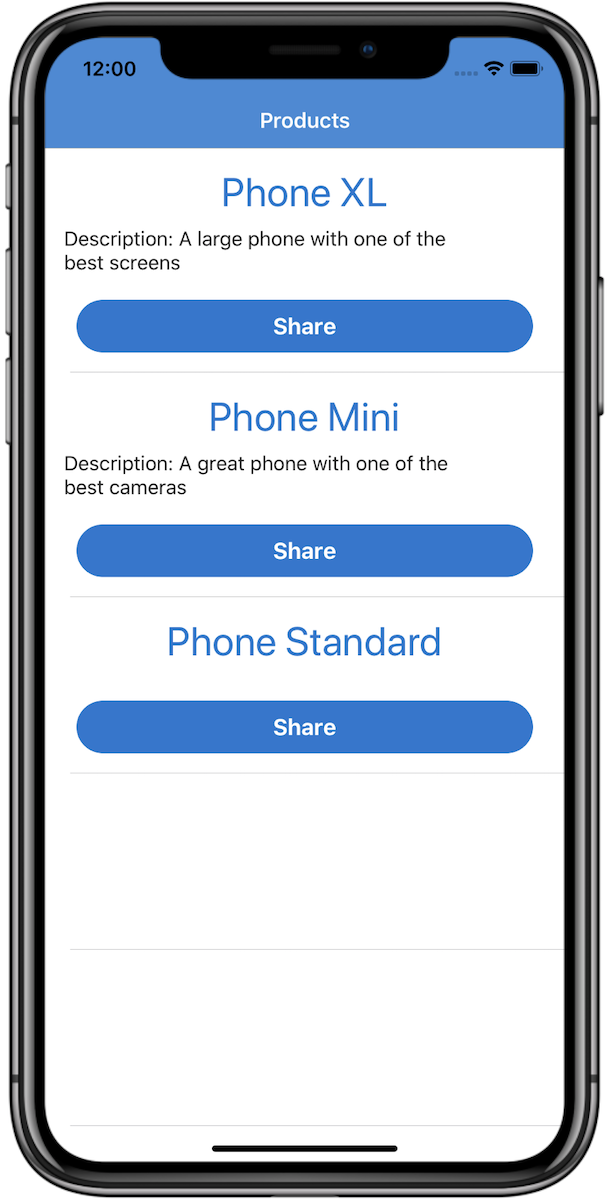 12:00
Products
Phone XL
Description: A large phone with one of the
best screens
Share
Phone Mini
Description: A great phone with one of the
best cameras
Share
Phone Standard
Share